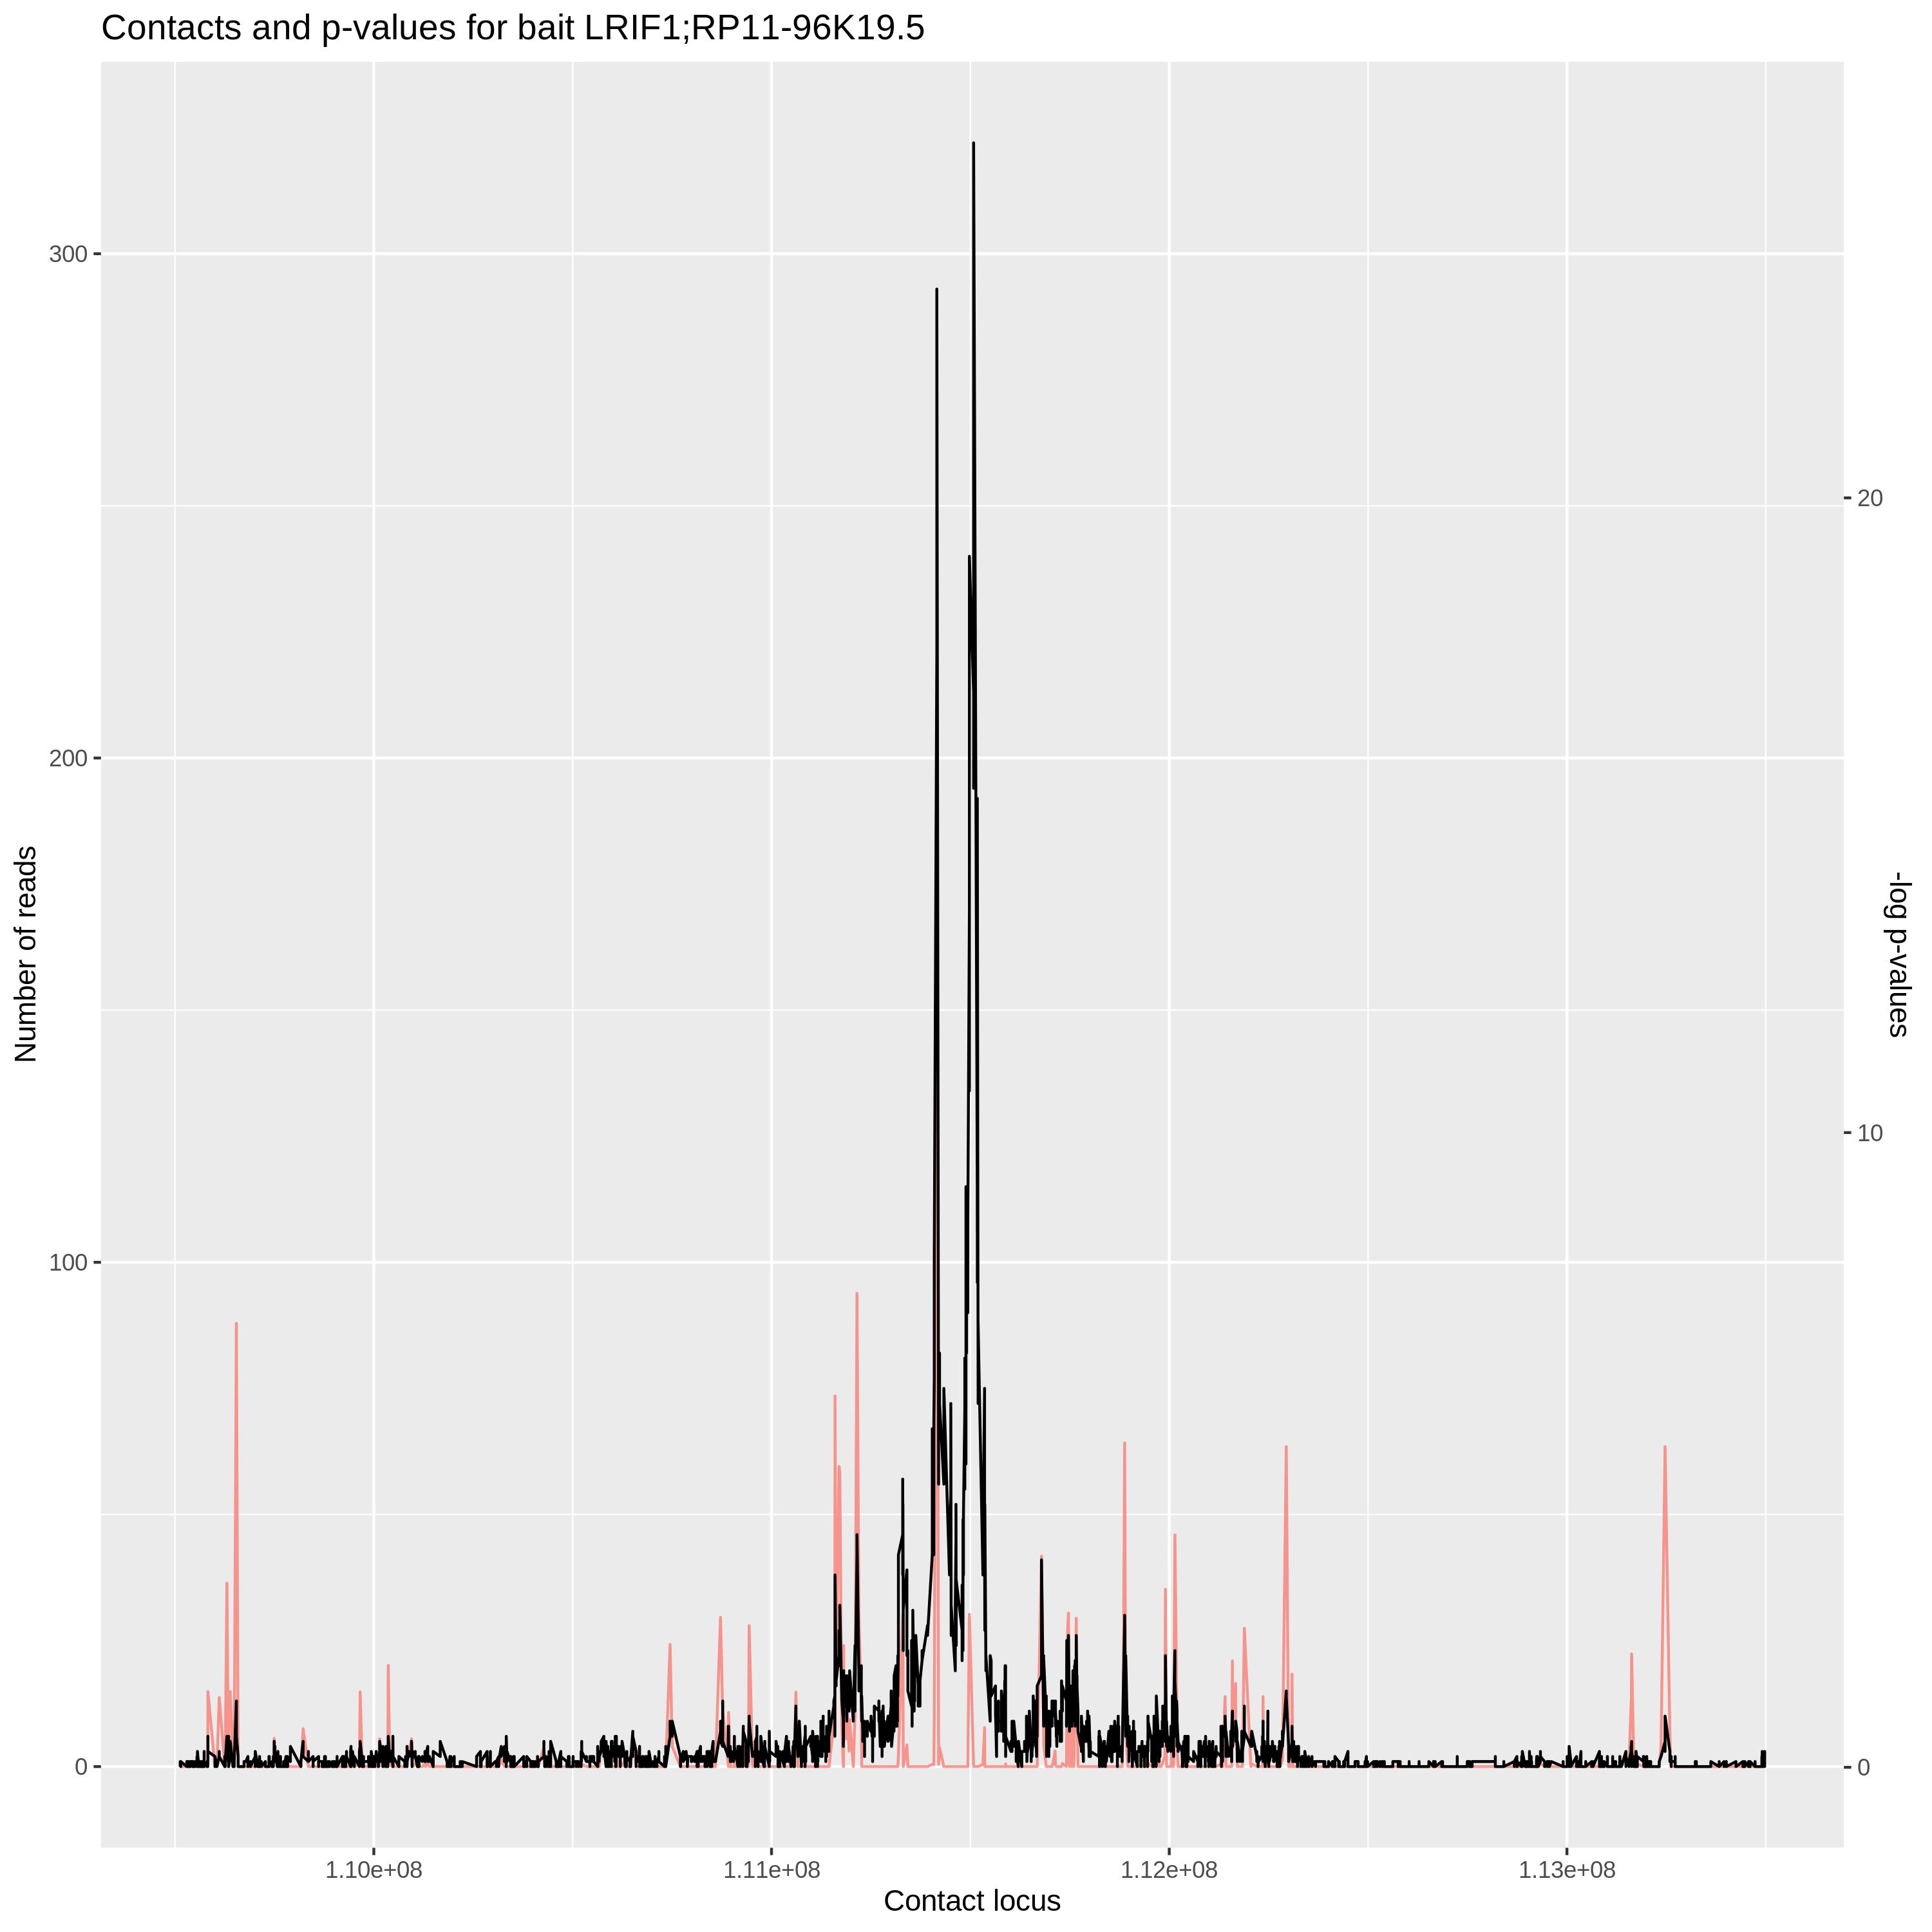 Contacts and p-values for bait LRIF1;RP11-96K19.5
300
200
100
0
Number of reads
20
10
0
-log p-values
1.10e+08
1.11e+08
1.12e+08
1.13e+08
Contact locus